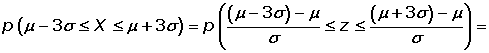 p (μ − 3σ ≤ X ≤ μ + 3σ) = p ( ((μ − 3σ) − μ) / σ ≤ z ≤ ((μ + 3σ) − μ) / σ ) =